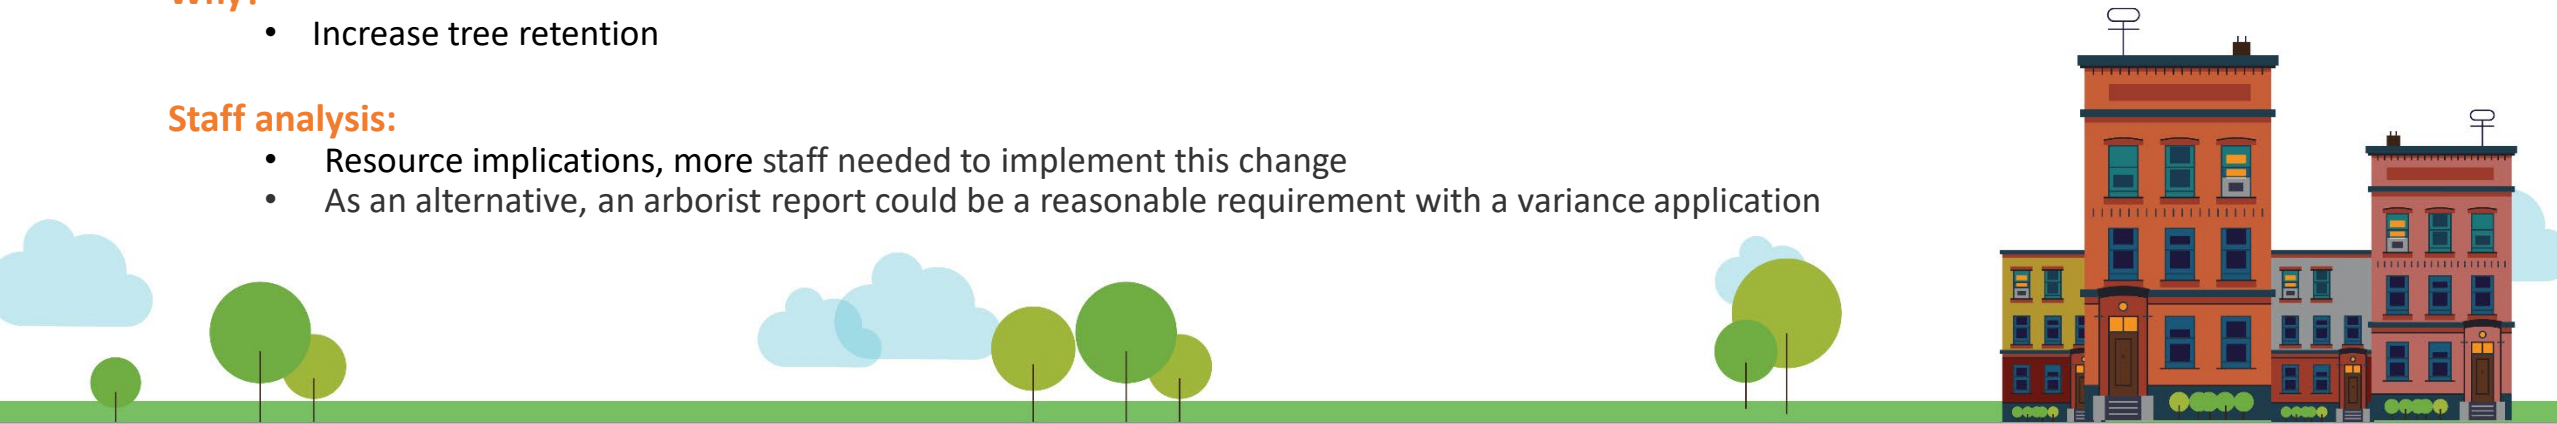 Why?
• Increase tree retention
Staff analysis:
• Resource implications, more staff needed to implement this change
• As an alternative, an arborist report could be a reasonable requirement with a variance application